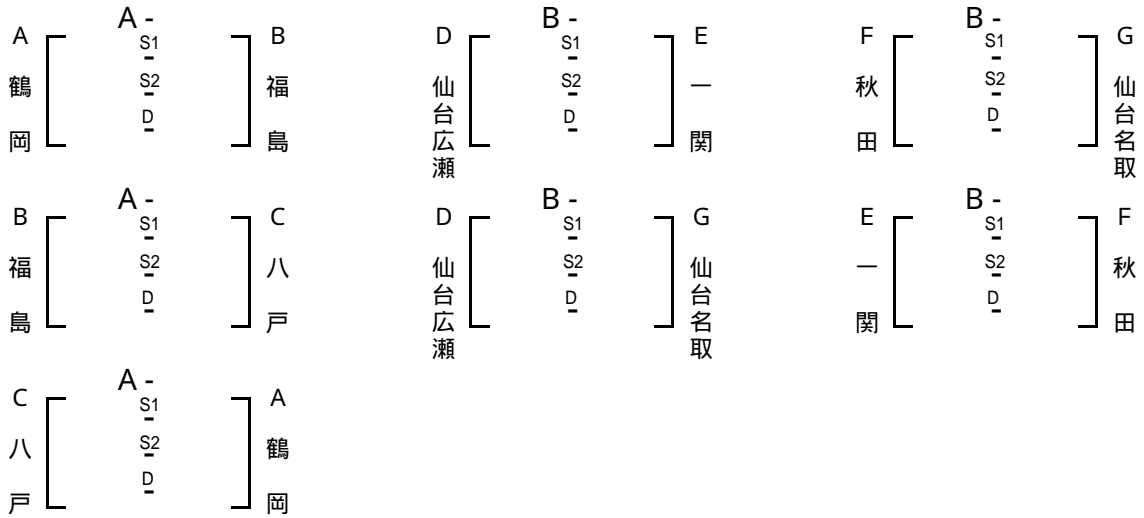 A -
A 鶴岡 S1 - S2 - D - B 福島
B -
D 仙台広瀬 S1 - S2 - D - E 一関
B -
F 秋田 S1 - S2 - D - G 仙台名取
A -
B 福島 S1 - S2 - D - C 八戸
B -
D 仙台広瀬 S1 - S2 - D - G 仙台名取
B -
E 一関 S1 - S2 - D - F 秋田
A -
C 八戸 S1 - S2 - D - A 鶴岡